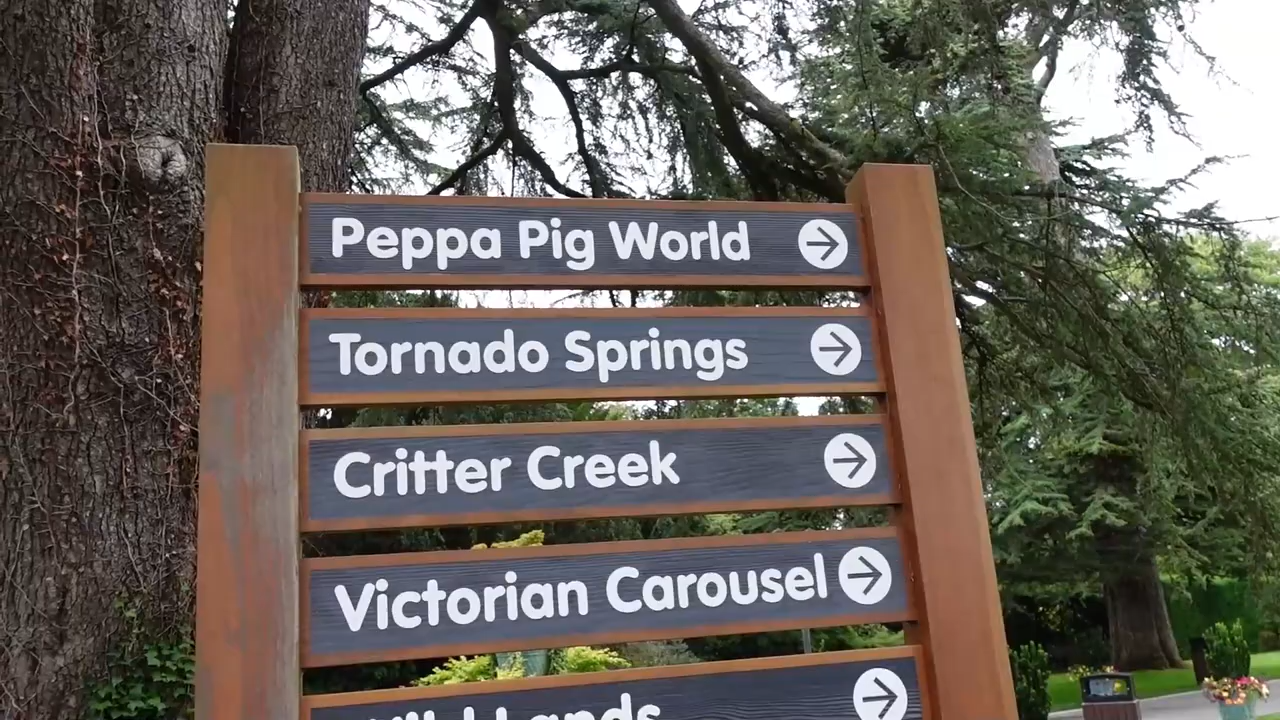 Peppa Pig World
Tornado Springs
Critter Creek
Victorian Carousel